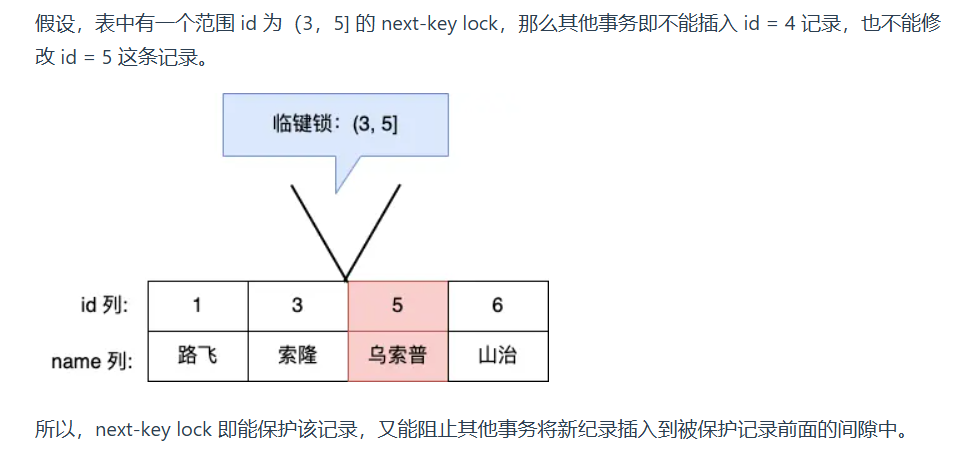 假设，表中有一个范围 id 为（3，5] 的 next-key lock，那么其他事务即不能插入 id = 4 记录，也不能修
改 id = 5 这条记录。
临键锁：(3, 5]
id 列: 1 3 5 6
name 列: 路飞 索隆 乌索普 山治
所以，next-key lock 即能保护该记录，又能阻止其他事务将新纪录插入到被保护记录前面的间隙中。